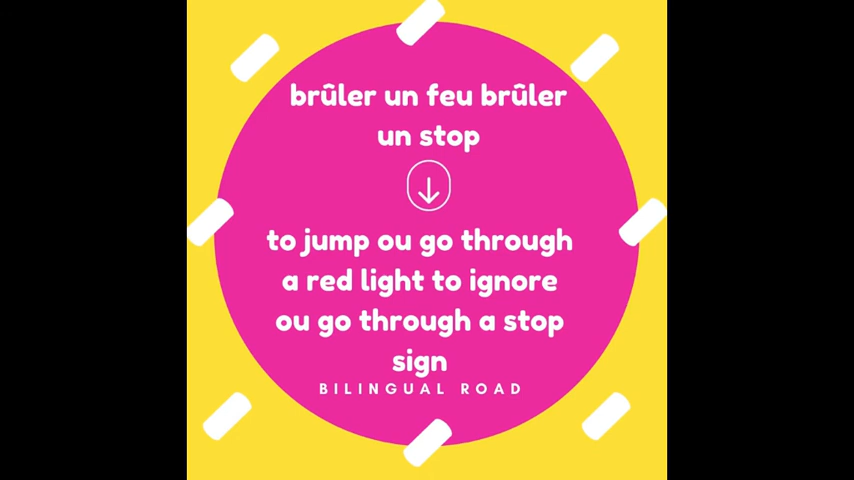 brûler un feu brûler
un stop
to jump ou go through
a red light to ignore
ou go through a stop
sign
BILINGUAL ROAD